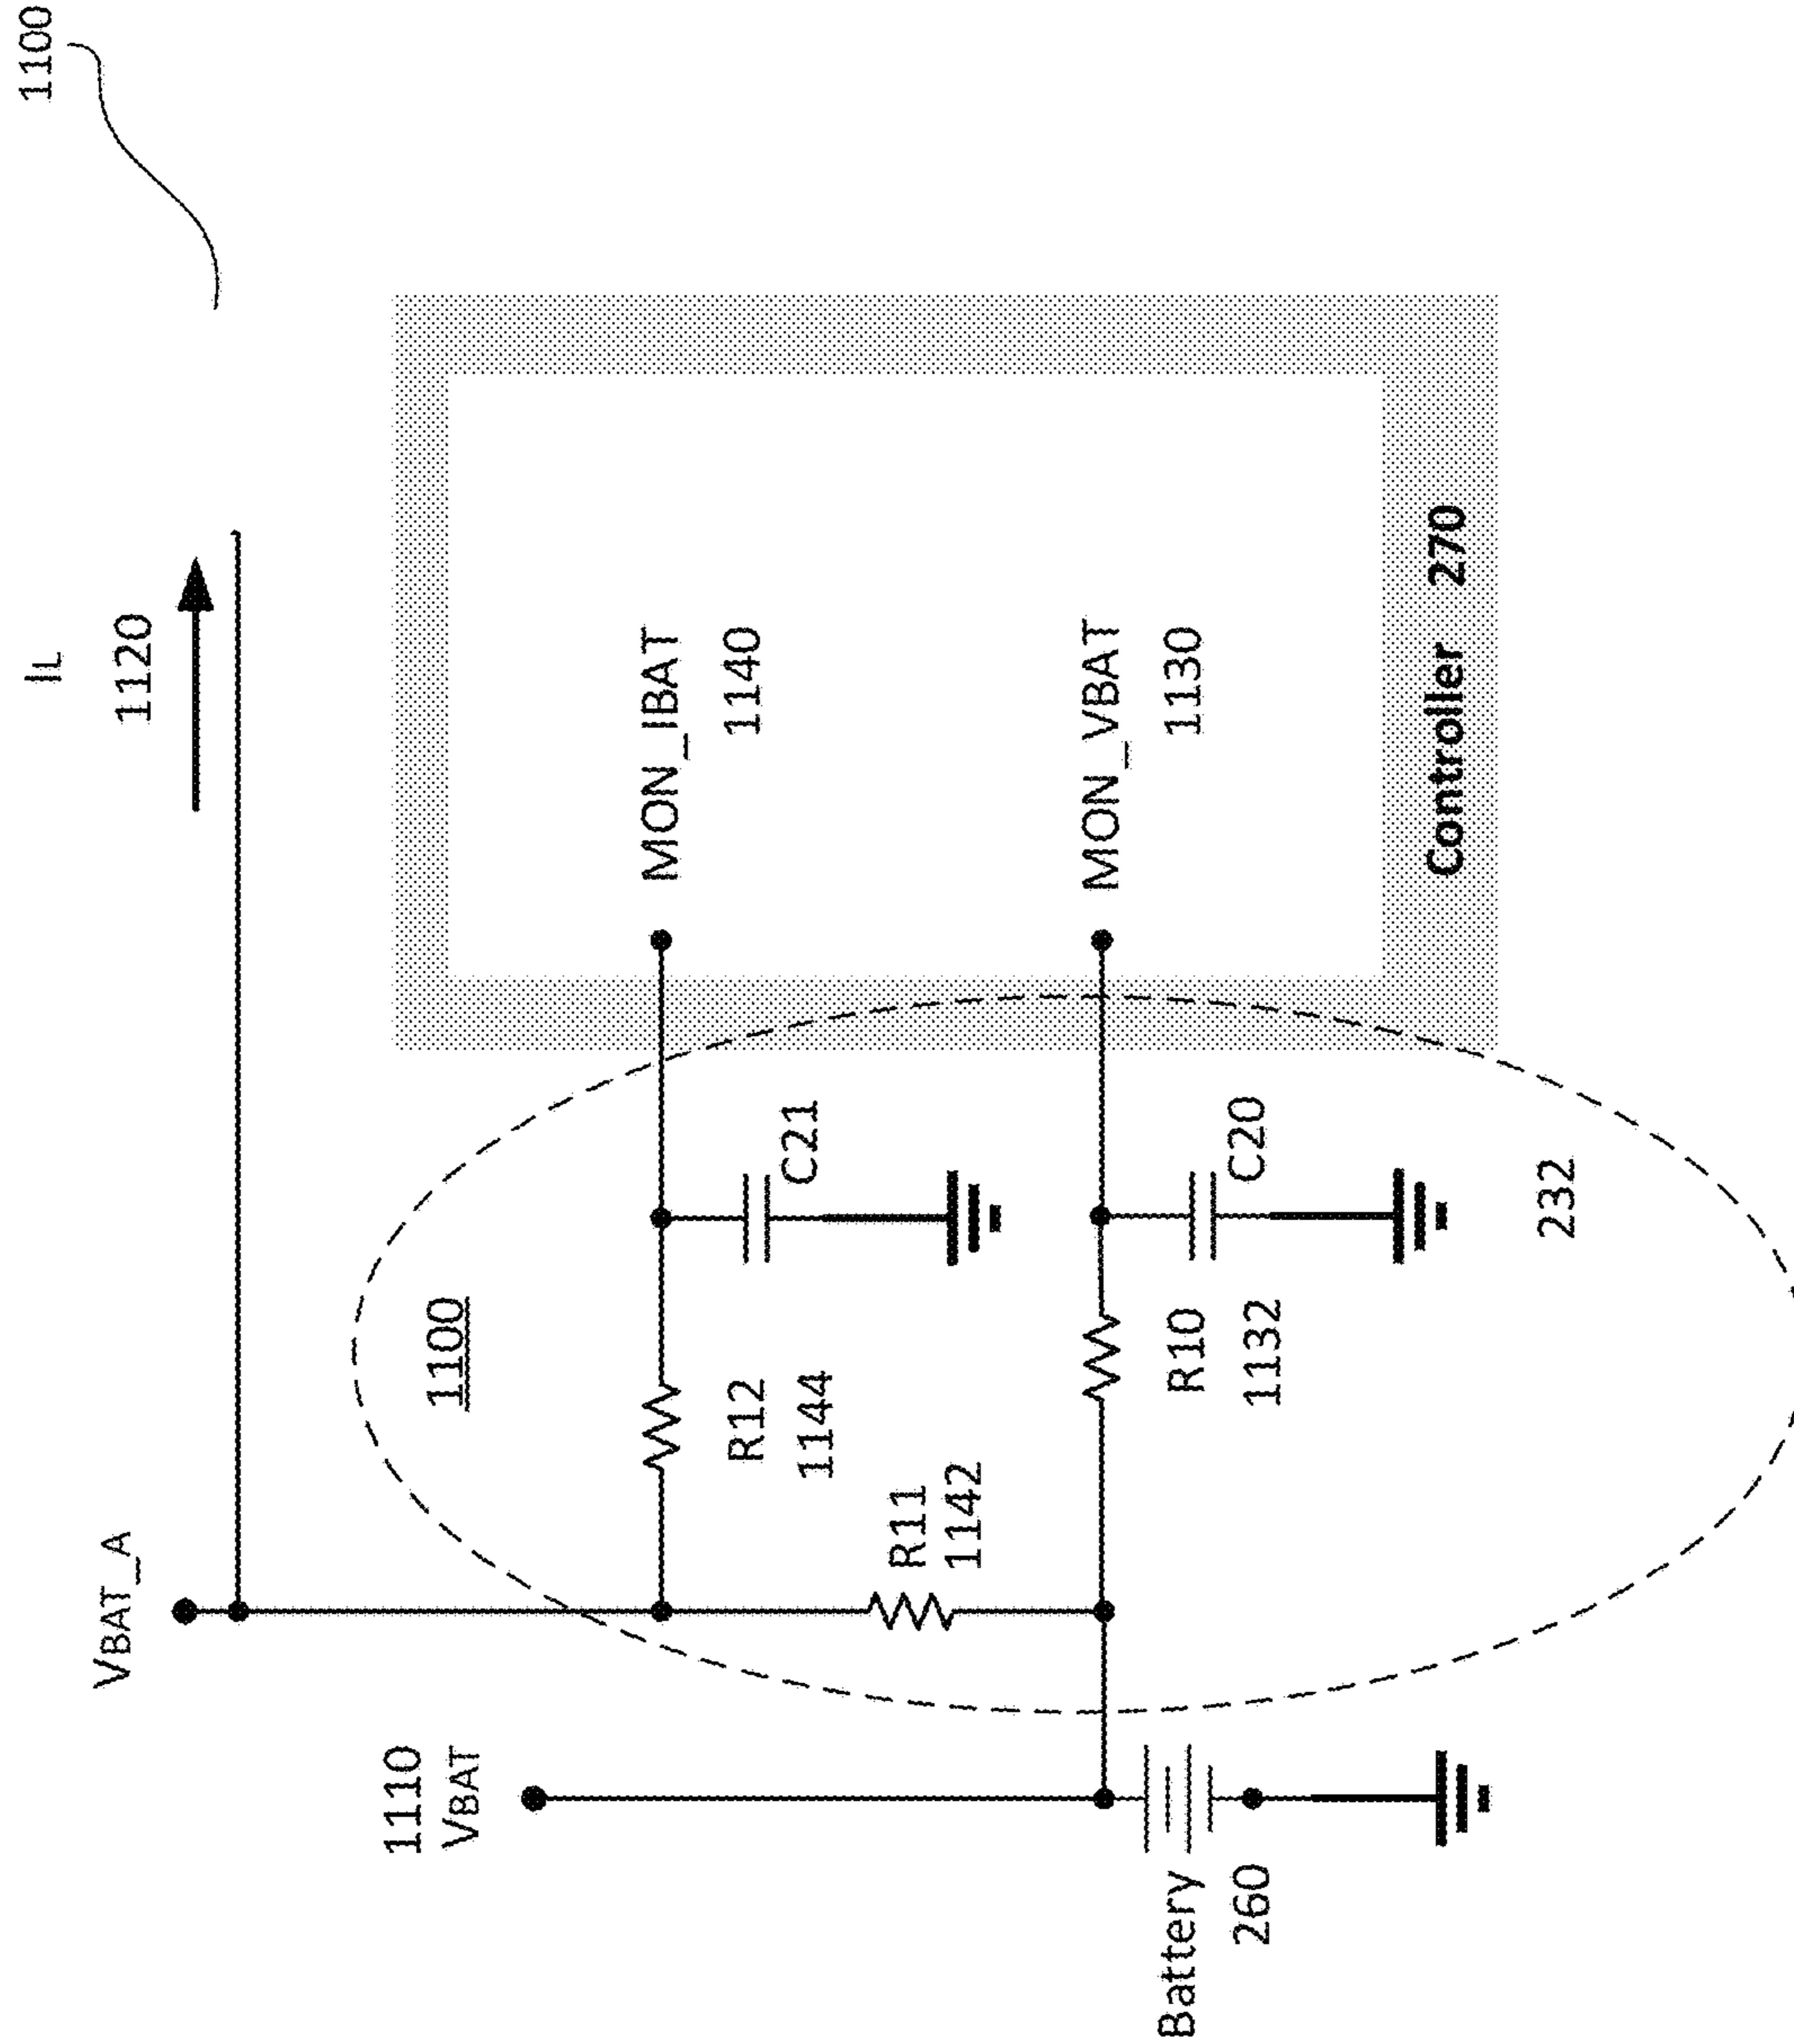 1100
IL
1120
VBAT_A
1110
VBAT
1100
MON_IBAT
1140
R12
1144
C21
R11
1142
MON_VBAT
1130
R10
1132
C20
Battery
260
232
Controller 270